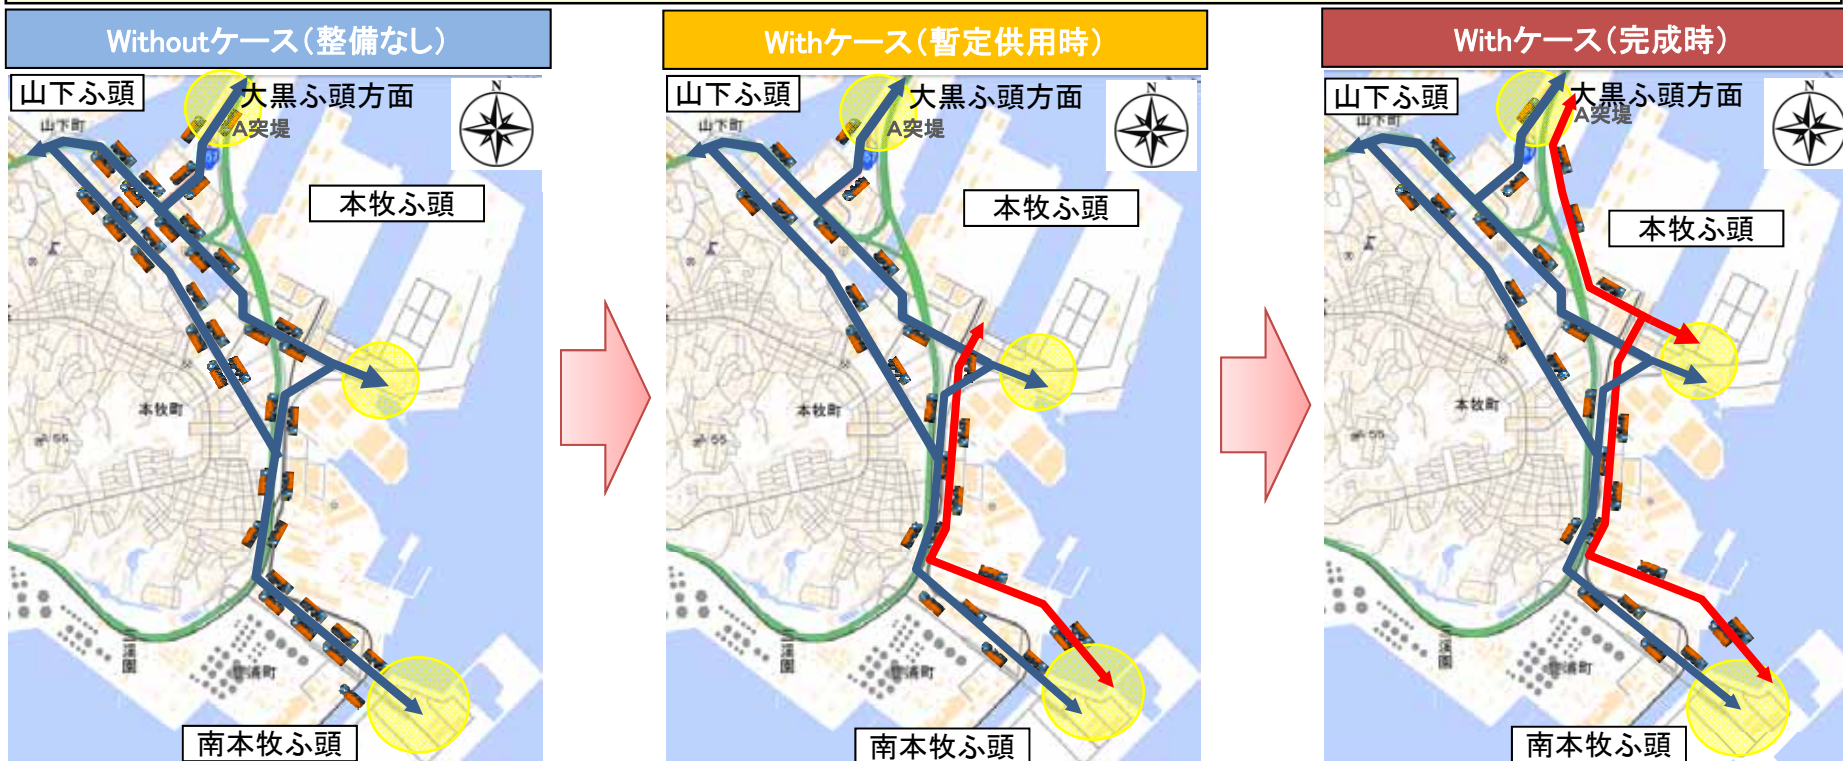 Withoutケース(整備なし)
山下ふ頭
大黒ふ頭方面
N
山下町
A突堤
本牧ふ頭
本牧町
55
南本牧ふ頭
Withケース(暫定供用時)
山下ふ頭
大黒ふ頭方面
N
山下町
A突堤
本牧ふ頭
本牧町
55
南本牧ふ頭
Withケース(完成時)
山下ふ頭
大黒ふ頭方面
N
山下町
A突堤
本牧ふ頭
本牧町
55
南本牧ふ頭